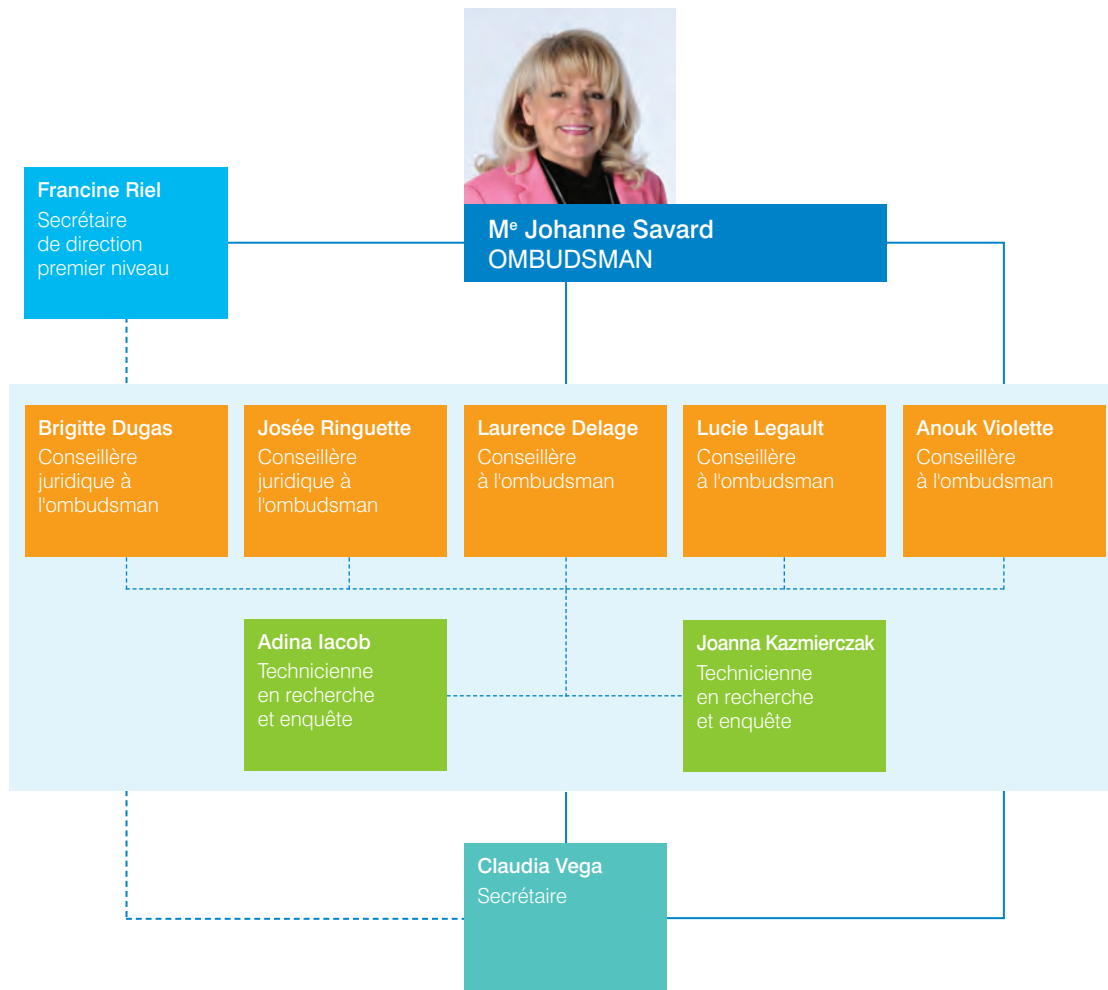 Francine Riel
Secrétaire
de direction
premier niveau
Mᵉ Johanne Savard
OMBUDSMAN
Brigitte Dugas
Conseillère
juridique à
l'ombudsman
Josée Ringuette
Conseillère
juridique à
l'ombudsman
Laurence Delage
Conseillère
à l'ombudsman
Lucie Legault
Conseillère
à l'ombudsman
Anouk Violette
Conseillère
à l'ombudsman
Adina Iacob
Technicienne
en recherche
et enquête
Joanna Kazmierczak
Technicienne
en recherche
et enquête
Claudia Vega
Secrétaire